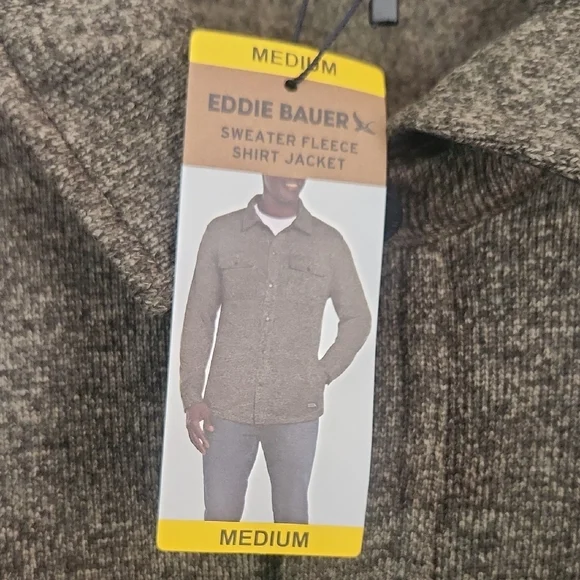 MEDIUM
EDDIE BAUER
SWEATER FLEECE
SHIRT JACKET
MEDIUM